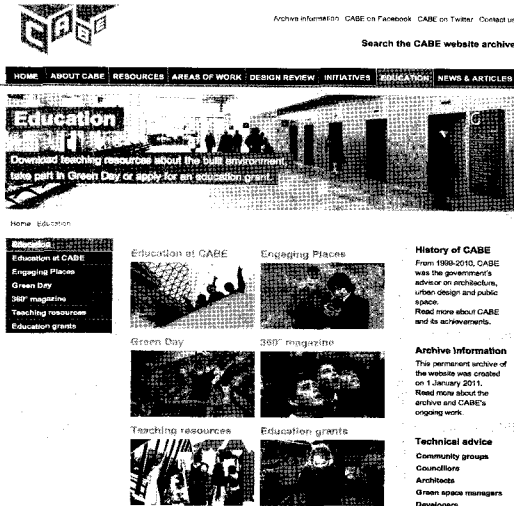 CABE
Archive information CABE on Facebook CABE on Twitter Contact us
Search the CABE website archive
HOME ABOUT CABE RESOURCES AREAS OF WORK DESIGN REVIEW INITIATIVES EDUCATION NEWS & ARTICLES
Education
Download teaching resources about the built environment,
take part in Green Day or apply for an education grant.
Home Education
Education
Education at CABE
Engaging Places
Green Day
360° magazine
Teaching resources
Education grants
Education at CABE
Engaging Places
Green Day
360° magazine
Teaching resources
Education grants
History of CABE
From 1999-2010, CABE
was the government's
advisor on architecture,
urban design and public
space.
Read more about CABE
and its achievements.
Archive information
This permanent archive of
the website was created
on 1 January 2011.
Read more about the
archive and CABE's
ongoing work.
Technical advice
Community groups
Councillors
Architects
Green space managers
Developers